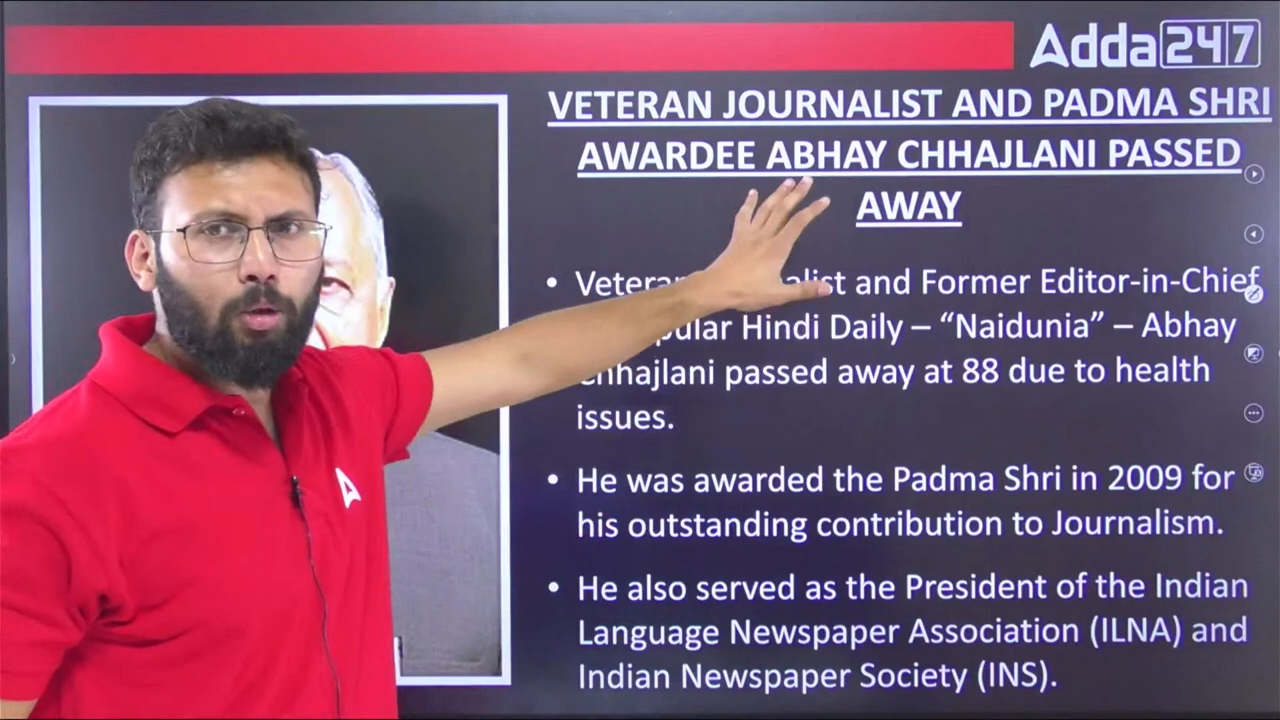 Adda247
VETERAN JOURNALIST AND PADMA SHRI
AWARDEE ABHAY CHHAJLANI PASSED
AWAY
• and Former Editor-in-Chief
Hindi Daily – “Naidunia” – Abhay
passed away at 88 due to health
issues.
• He was awarded the Padma Shri in 2009 for
his outstanding contribution to Journalism.
• He also served as the President of the Indian
Language Newspaper Association (ILNA) and
Indian Newspaper Society (INS).